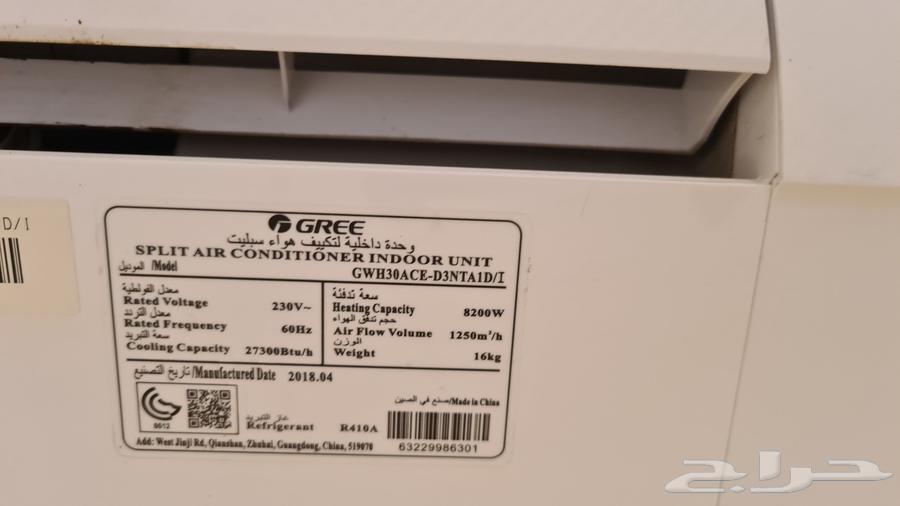 D/I
GREE
وحدة داخلية لتكييف هواء سبليت
SPLIT AIR CONDITIONER INDOOR UNIT
الموديل /Model GWH30ACE-D3NTA1D/I
معدل الفولطية
Rated Voltage 230V~
معدل التردد
Rated Frequency 60Hz
سعة التبريد
Cooling Capacity 27300Btu/h
سعة تدفئة
Heating Capacity 8200W
حجم تدفق الهواء
Air Flow Volume 1250m³/h
الوزن
Weight 16kg
تاريخ التصنيع /Manufactured Date 2018.04
صنع في الصين/Made in China
0012
غاز التبريد
Refrigerant R410A
63229986301
Add: West Jinji Rd, Qianshan, Zhuhai, Guangdong, China, 519070
حراج